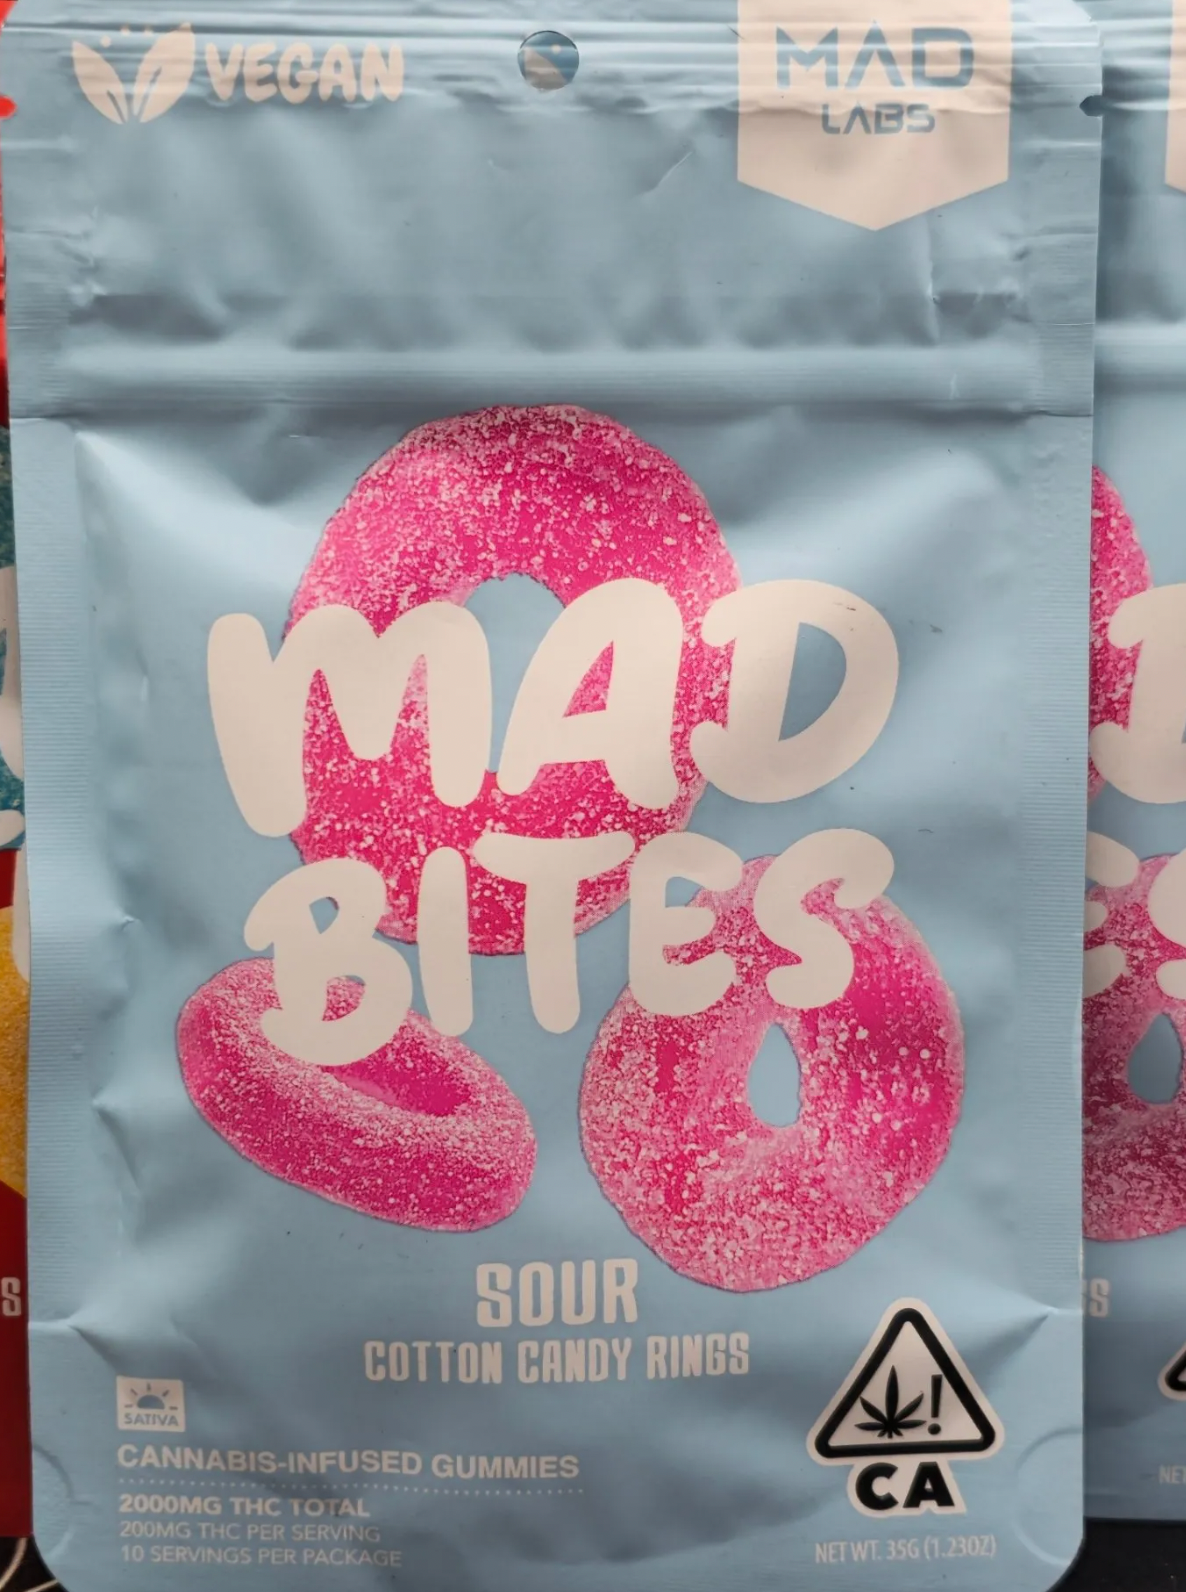 VEGAN
MAD
LABS
MAD
BITES
SOUR
COTTON CANDY RINGS
SATIVA
CANNABIS-INFUSED GUMMIES
2000MG THC TOTAL
200MG THC PER SERVING
10 SERVINGS PER PACKAGE
!
CA
NET WT. 35G (1.23OZ)